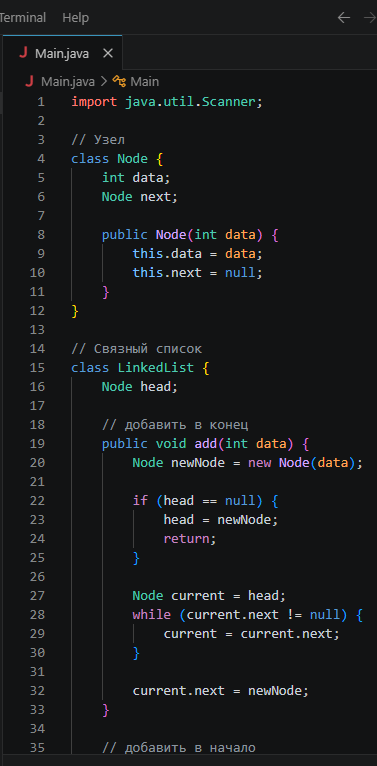 Terminal Help
J Main.java ×
J Main.java > Main
1 import java.util.Scanner;
2
3 // Узел
4 class Node {
5     int data;
6     Node next;
7
8     public Node(int data) {
9         this.data = data;
10         this.next = null;
11     }
12 }
13
14 // Связный список
15 class LinkedList {
16     Node head;
17
18     // добавить в конец
19     public void add(int data) {
20         Node newNode = new Node(data);
21
22         if (head == null) {
23             head = newNode;
24             return;
25         }
26
27         Node current = head;
28         while (current.next != null) {
29             current = current.next;
30         }
31
32         current.next = newNode;
33     }
34
35     // добавить в начало